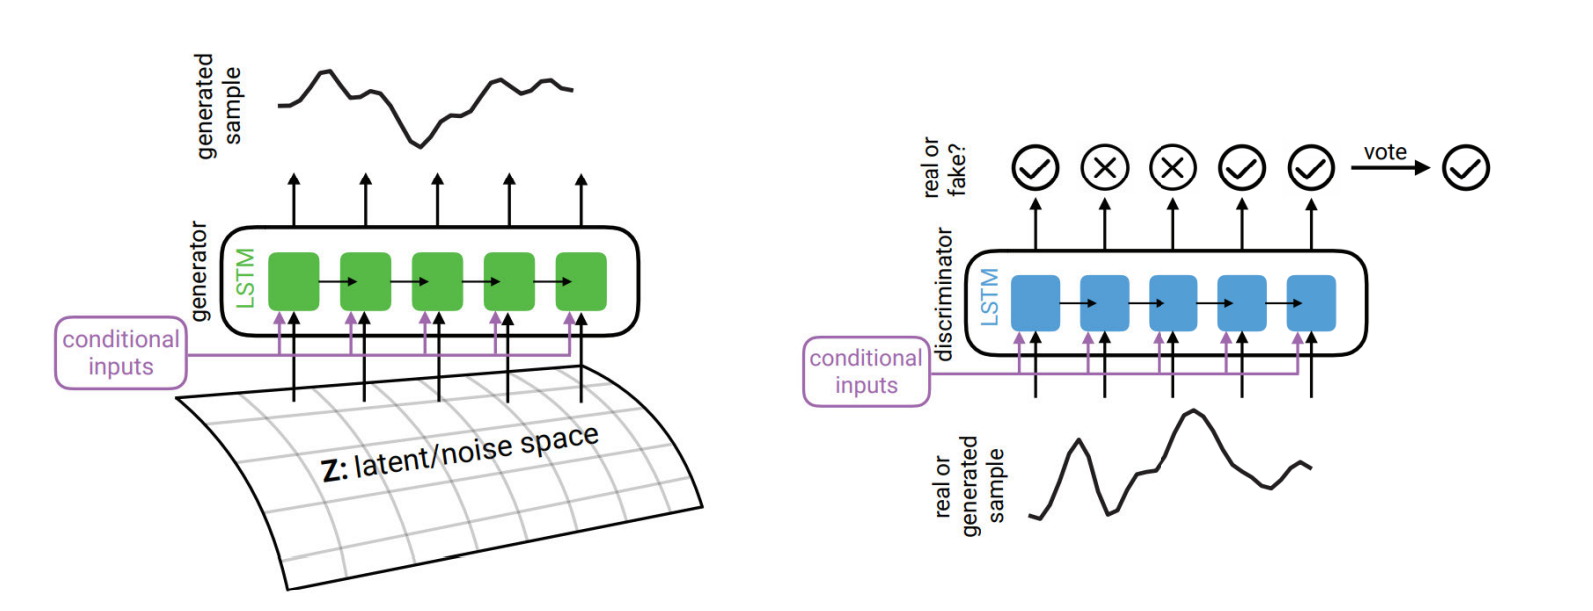 generated
sample
generator
LSTM
conditional
inputs
Z: latent/noise space
real or
fake?
vote
discriminator
LSTM
conditional
inputs
real or
generated
sample